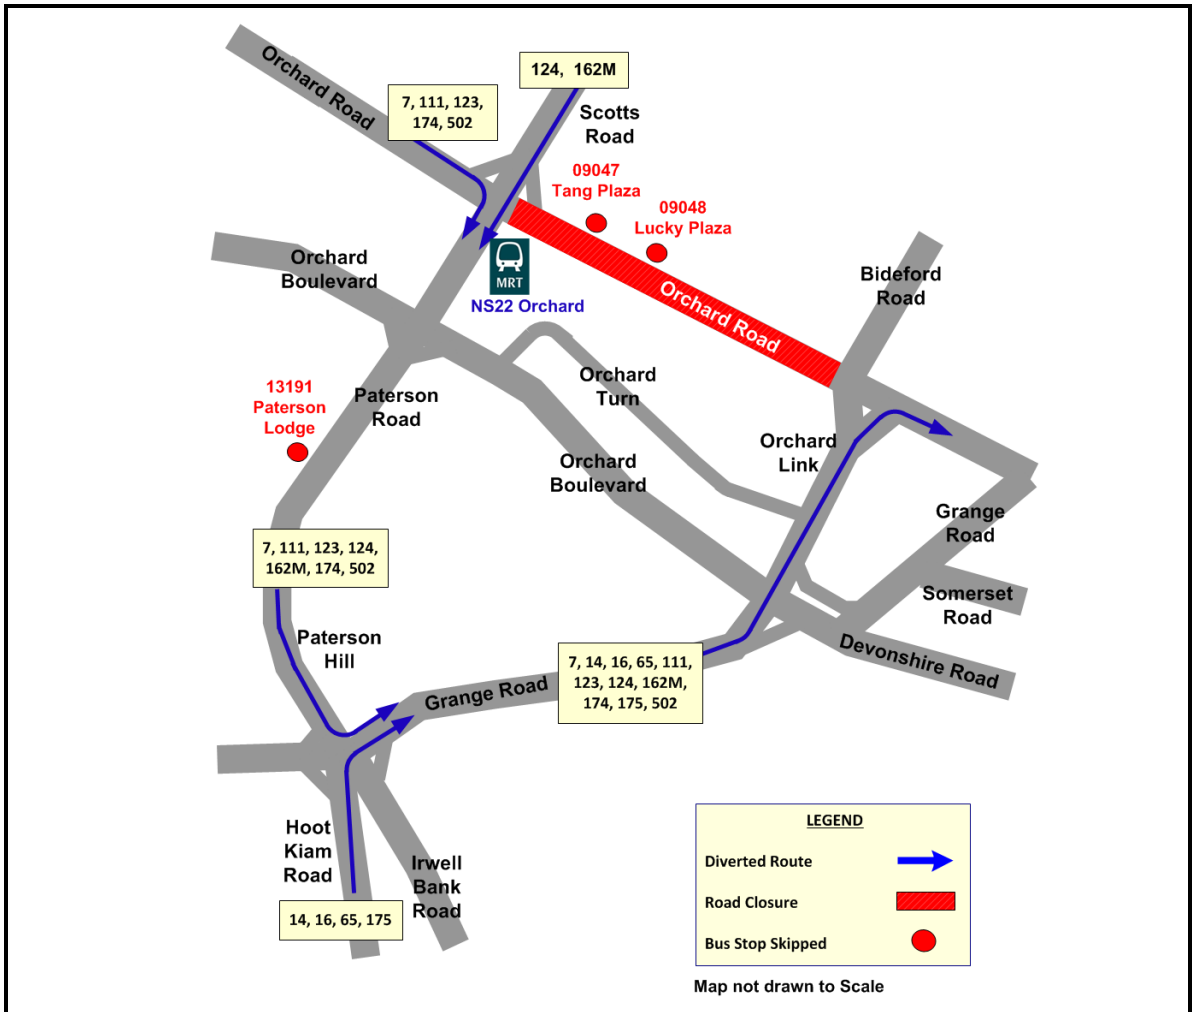 Orchard Road
124, 162M
7, 111, 123,
174, 502
Scotts
Road
09047
Tang Plaza
09048
Lucky Plaza
Orchard
Boulevard
MRT
NS22 Orchard
Orchard Road
Bideford
Road
13191
Paterson
Lodge
Paterson
Road
Orchard
Turn
Orchard
Boulevard
Orchard
Link
Grange
Road
Somerset
Road
Devonshire Road
7, 111, 123, 124,
162M, 174, 502
Paterson
Hill
Grange Road
7, 14, 16, 65, 111,
123, 124, 162M,
174, 175, 502
Hoot
Kiam
Road
Irwell
Bank
Road
14, 16, 65, 175
LEGEND
Diverted Route
Road Closure
Bus Stop Skipped
Map not drawn to Scale